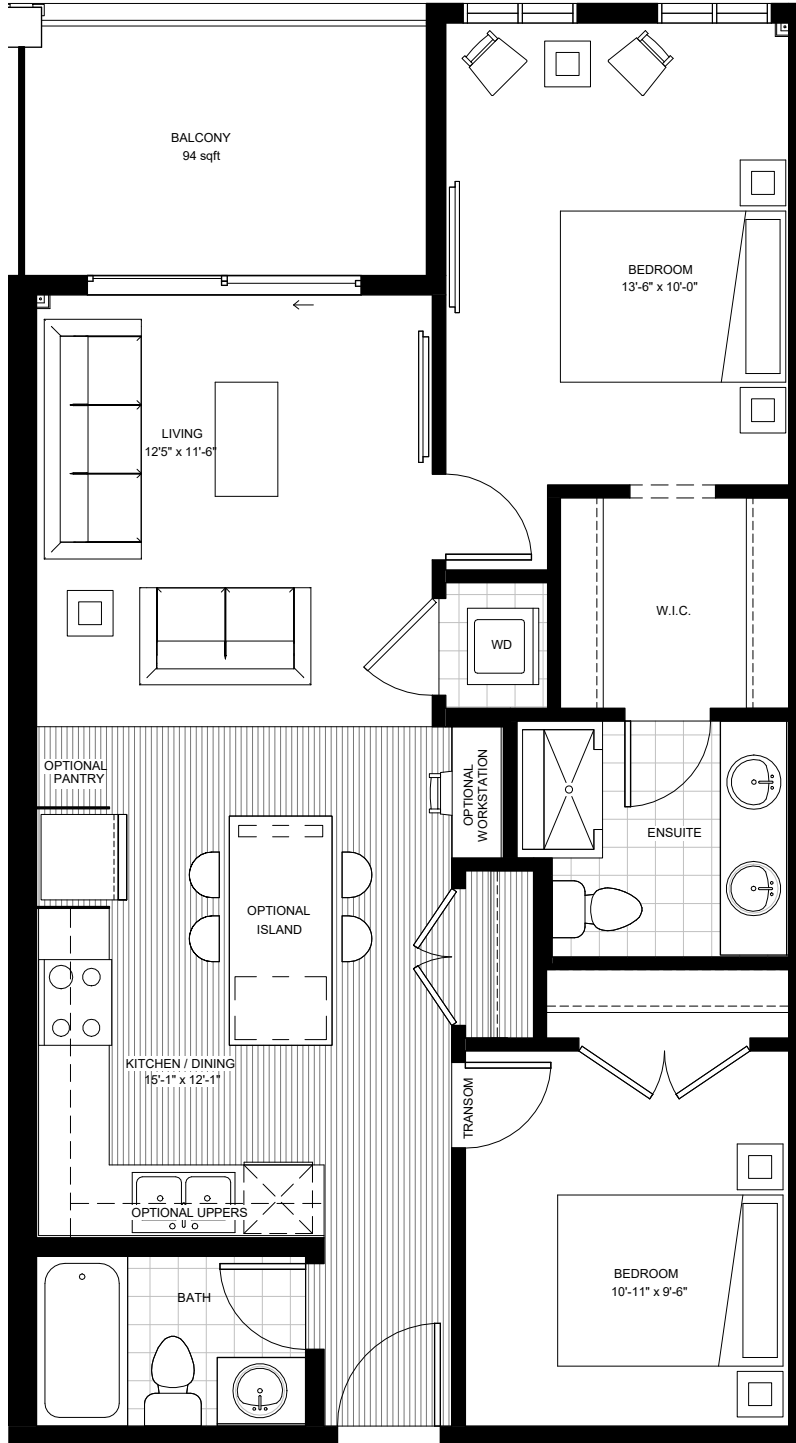 BALCONY
94 sqft
BEDROOM
13'-6" x 10'-0"
LIVING
12'5" x 11'-6"
W.I.C.
WD
OPTIONAL
PANTRY
OPTIONAL
WORKSTATION
ENSUITE
OPTIONAL
ISLAND
KITCHEN / DINING
15'-1" x 12'-1"
TRANSOM
OPTIONAL UPPERS
BEDROOM
10'-11" x 9'-6"
BATH